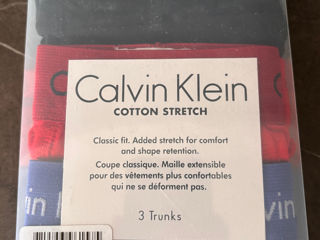 Calvin Klein
COTTON STRETCH
Classic fit. Added stretch for comfort
and shape retention.
Coupe classique. Maille extensible
pour des vêtements plus confortables
qui ne se déforment pas.
3 Trunks